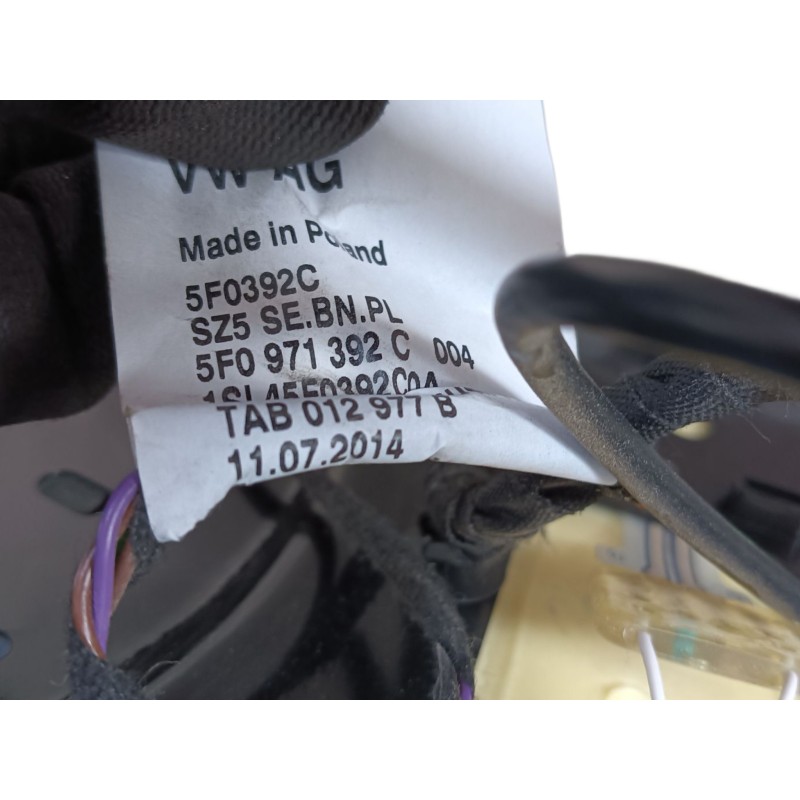 VW AG
Made in Poland
5F0392C
SZ5 SE.BN.PL
5F0 971 392 C 004
1SL45F0392C04
TAB 012 977 B
11.07.2014